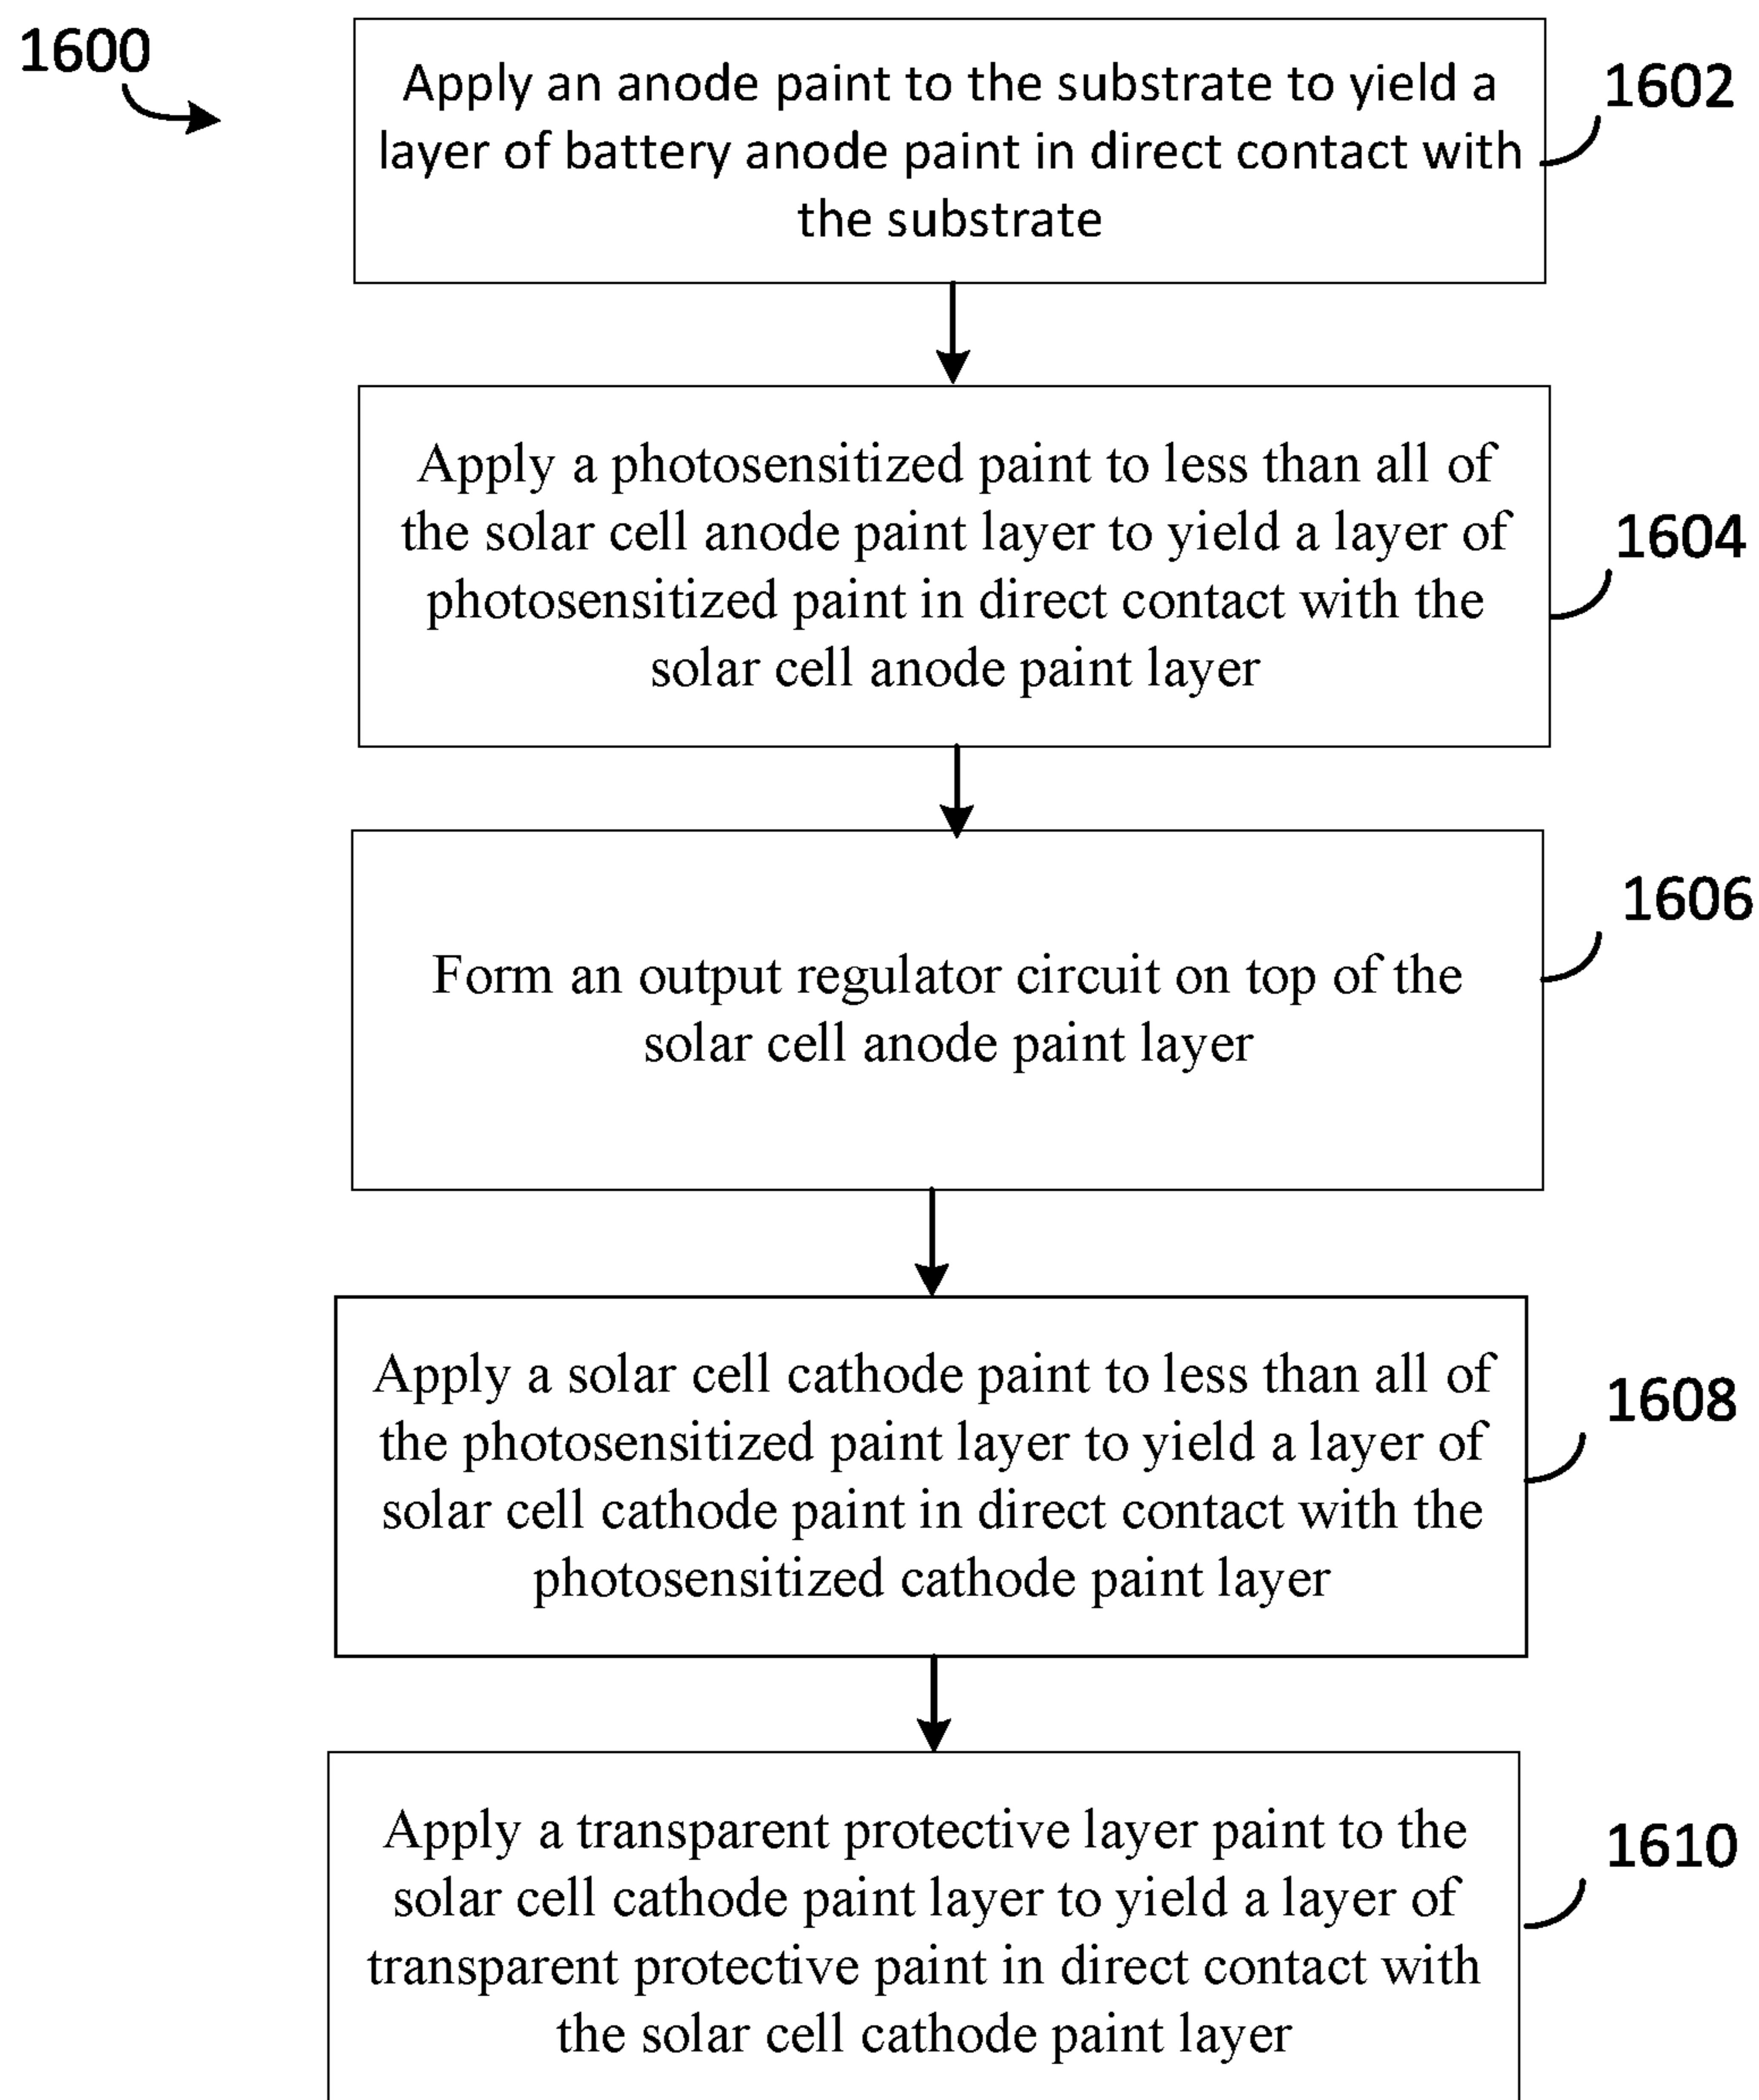 1600
Apply an anode paint to the substrate to yield a
layer of battery anode paint in direct contact with
the substrate
1602
Apply a photosensitized paint to less than all of
the solar cell anode paint layer to yield a layer of
photosensitized paint in direct contact with the
solar cell anode paint layer
1604
Form an output regulator circuit on top of the
solar cell anode paint layer
1606
Apply a solar cell cathode paint to less than all of
the photosensitized paint layer to yield a layer of
solar cell cathode paint in direct contact with the
photosensitized cathode paint layer
1608
Apply a transparent protective layer paint to the
solar cell cathode paint layer to yield a layer of
transparent protective paint in direct contact with
the solar cell cathode paint layer
1610